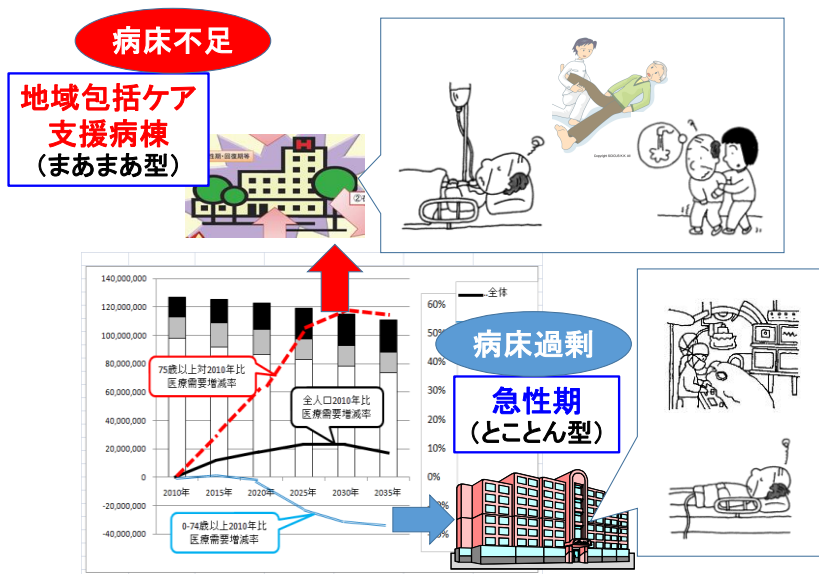 病床不足
地域包括ケア
支援病棟
（まあまあ型）
性期・回復期等
Copyright
140,000,000
120,000,000
100,000,000
80,000,000
60,000,000
40,000,000
20,000,000
0
-20,000,000
-40,000,000
2010年
2015年
2020年
2025年
2030年
2035年
75歳以上対2010年比
医療需要増減率
全人口2010年比
医療需要増減率
0-74歳以上2010年比
医療需要増減率
全体
60%
50%
40%
30%
20%
10%
0%
病床過剰
急性期
（とことん型）